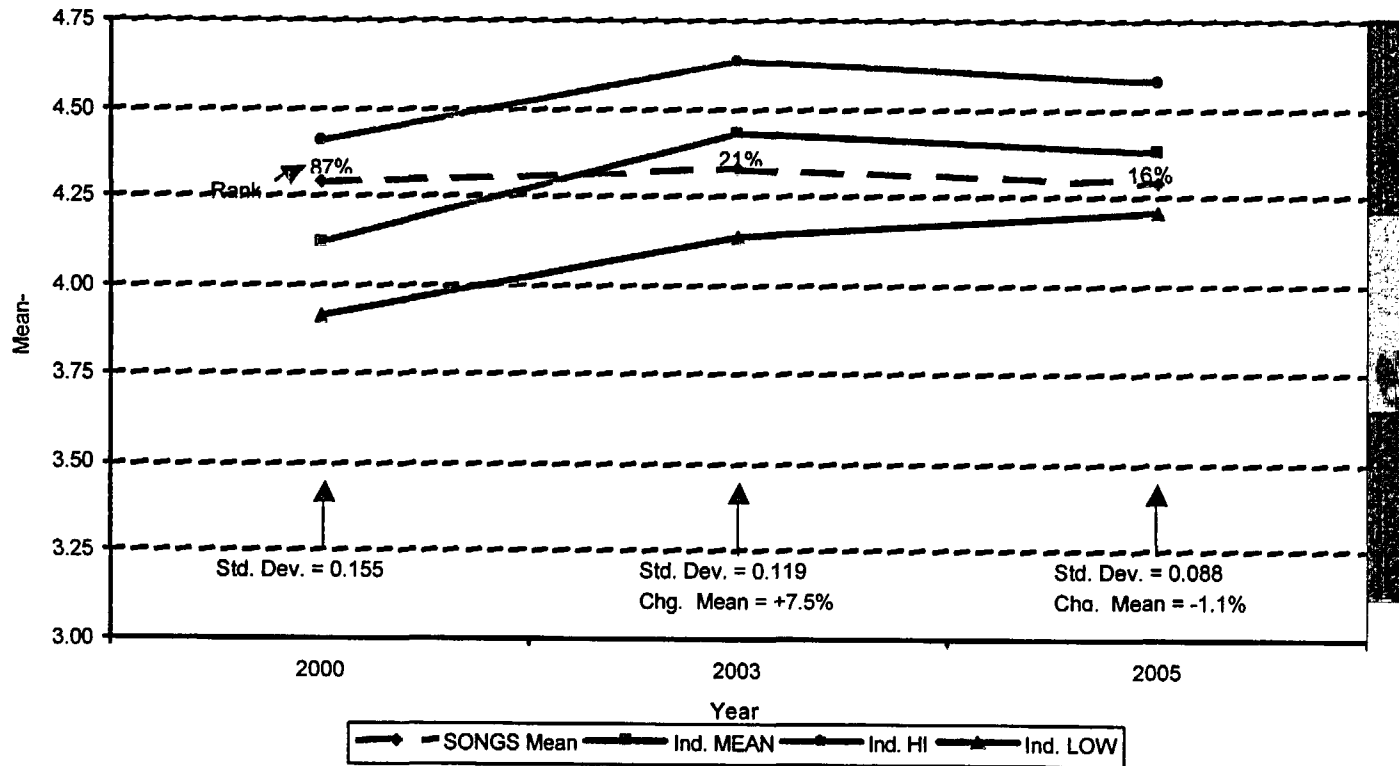 4.75
4.50
4.25
4.00
3.75
3.50
3.25
3.00
Mean-
Rank
87%
21%
16%
Std. Dev. = 0.155
Std. Dev. = 0.119
Chg. Mean = +7.5%
Std. Dev. = 0.088
Chg. Mean = -1.1%
2000
2003
2005
Year
SONGS Mean
Ind. MEAN
Ind. HI
Ind. LOW